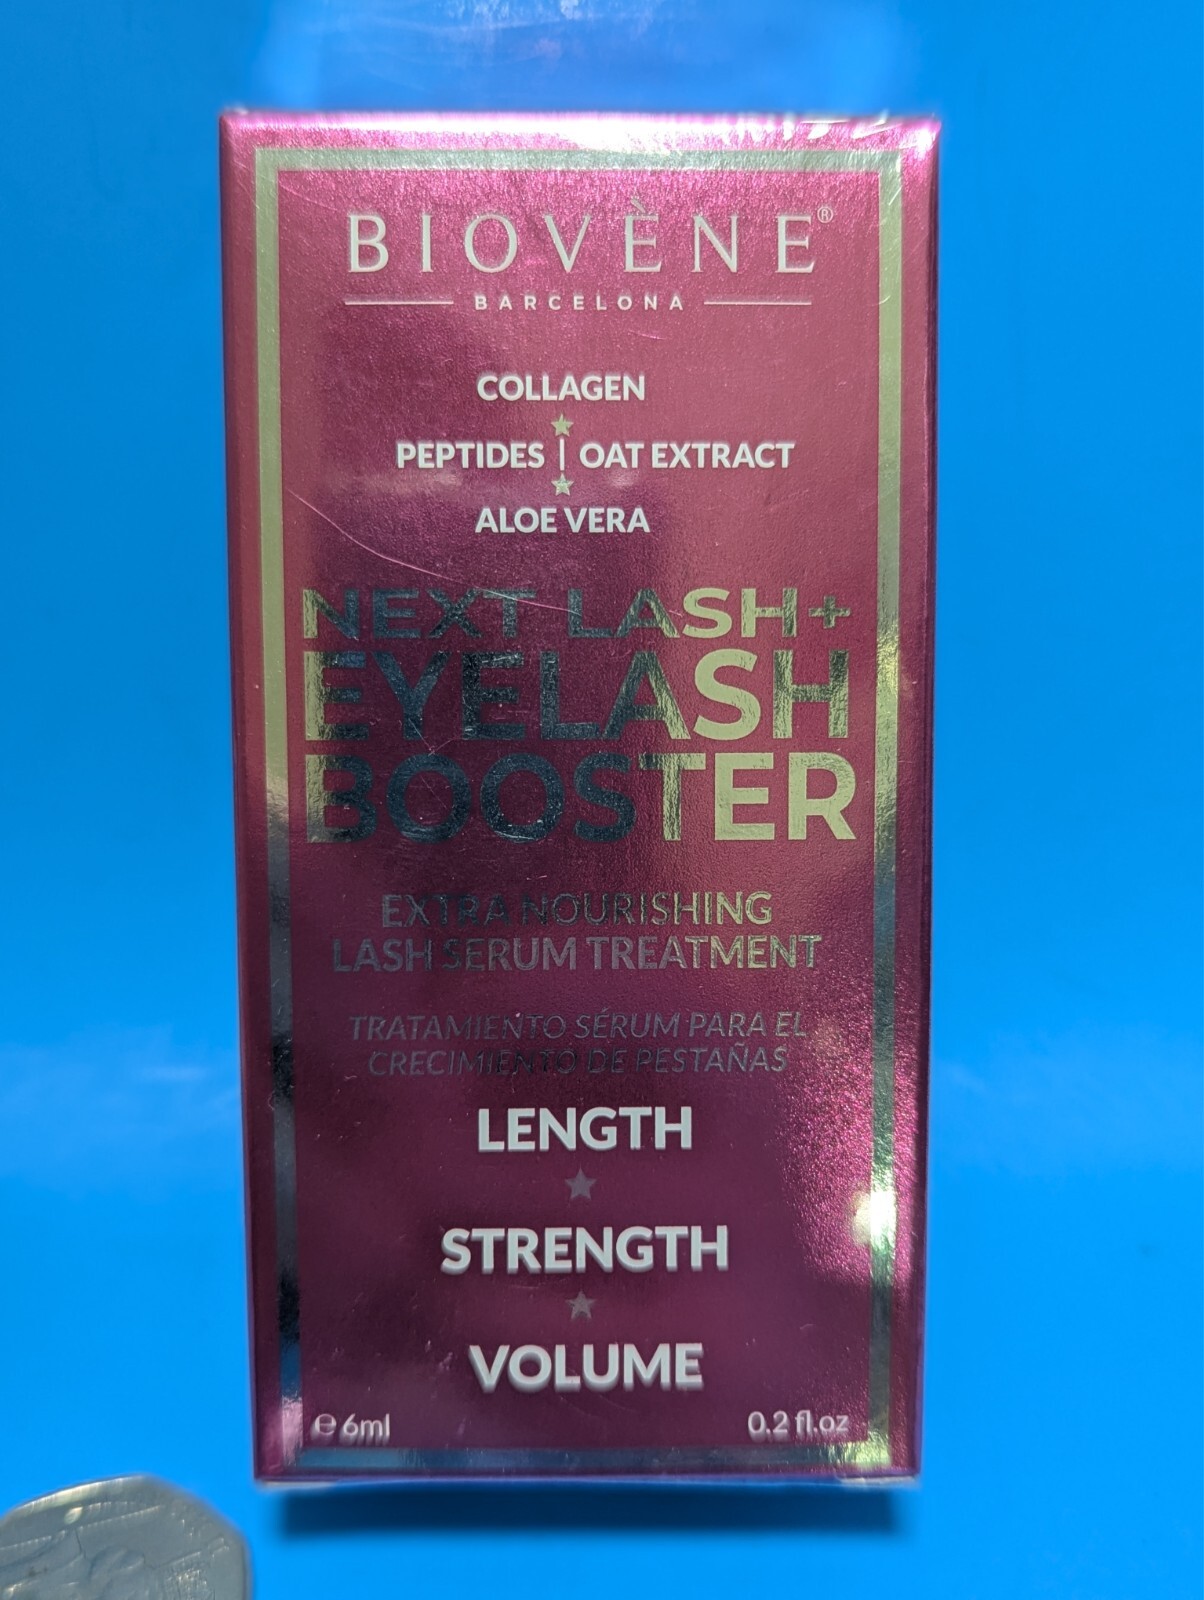 BIOVÈNE®
BARCELONA
COLLAGEN
PEPTIDES | OAT EXTRACT
ALOE VERA
NEXT LASH+
EYELASH
BOOSTER
EXTRA NOURISHING
LASH SERUM TREATMENT
TRATAMIENTO SÉRUM PARA EL
CRECIMIENTO DE PESTAÑAS
LENGTH
STRENGTH
VOLUME
℮ 6ml 0.2 fl.oz